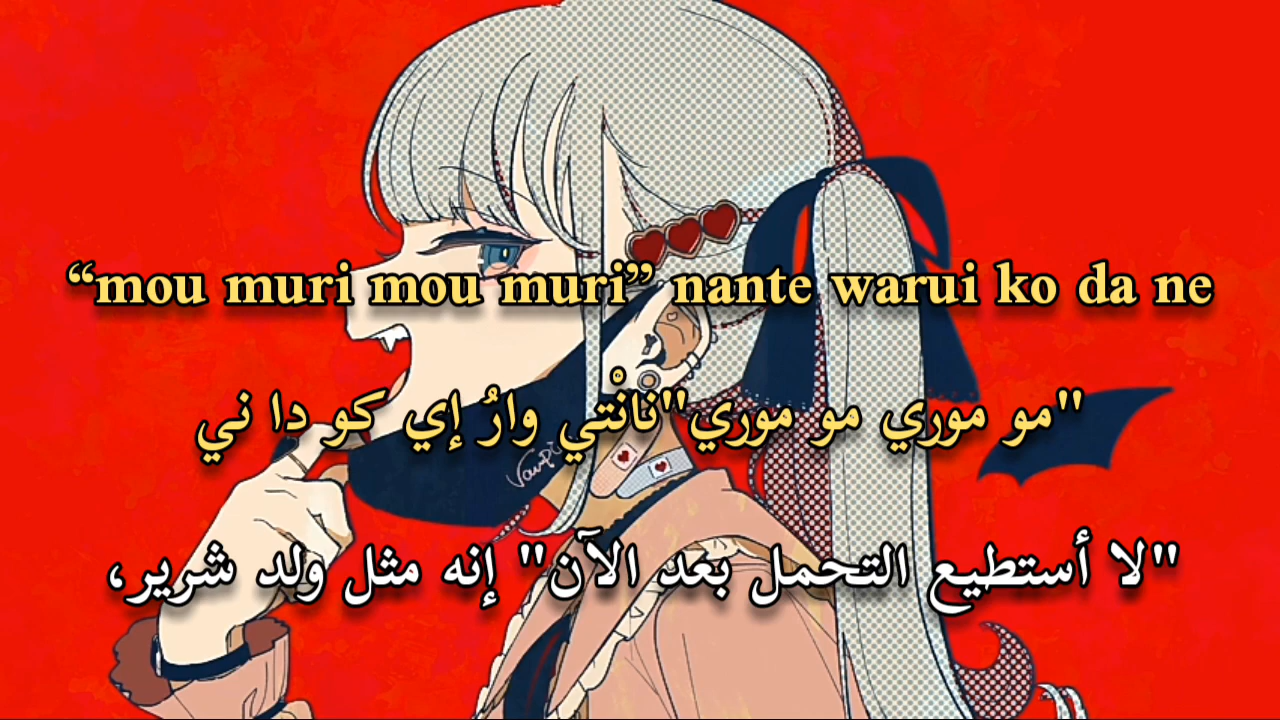 “mou muri mou muri” nante warui ko da ne
"مو موري مو موري"نانْتي وارُ إي كو دا ني
Vampi
"لا أستطيع التحمل بعد الآن" إنه مثل ولد شرير،